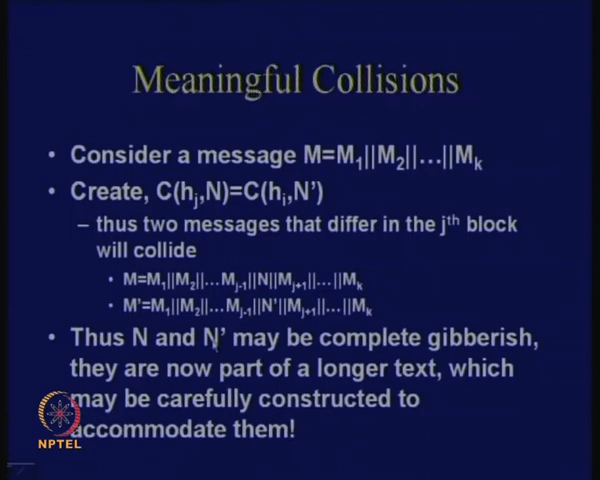 Meaningful Collisions
• Consider a message M=M1||M2||...||Mk
• Create, C(hj,N)=C(hi,N’)
– thus two messages that differ in the jth block
will collide
• M=M1||M2||...Mj-1||N||Mj+1||...||Mk
• M’=M1||M2||...Mj-1||N’||Mj+1||...||Mk
• Thus N and N’ may be complete gibberish,
they are now part of a longer text, which
may be carefully constructed to
accommodate them!
NPTEL